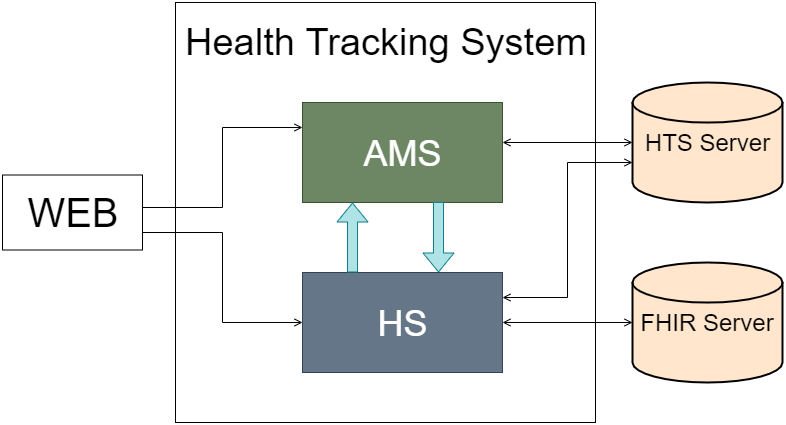 Health Tracking System
AMS
HTS Server
WEB
HS
FHIR Server